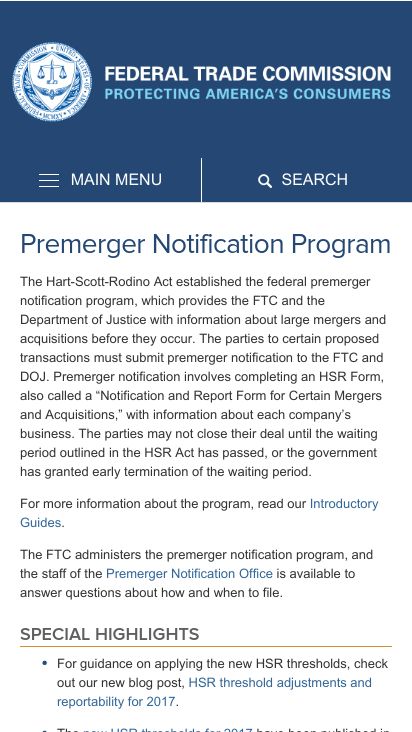 FEDERAL TRADE COMMISSION
PROTECTING AMERICA'S CONSUMERS
MAIN MENU
SEARCH
Premerger Notification Program
The Hart-Scott-Rodino Act established the federal premerger
notification program, which provides the FTC and the
Department of Justice with information about large mergers and
acquisitions before they occur. The parties to certain proposed
transactions must submit premerger notification to the FTC and
DOJ. Premerger notification involves completing an HSR Form,
also called a “Notification and Report Form for Certain Mergers
and Acquisitions,” with information about each company’s
business. The parties may not close their deal until the waiting
period outlined in the HSR Act has passed, or the government
has granted early termination of the waiting period.
For more information about the program, read our Introductory
Guides.
The FTC administers the premerger notification program, and
the staff of the Premerger Notification Office is available to
answer questions about how and when to file.
SPECIAL HIGHLIGHTS
• For guidance on applying the new HSR thresholds, check
out our new blog post, HSR threshold adjustments and
reportability for 2017.
• The new HSR thresholds for 2017 have been published in